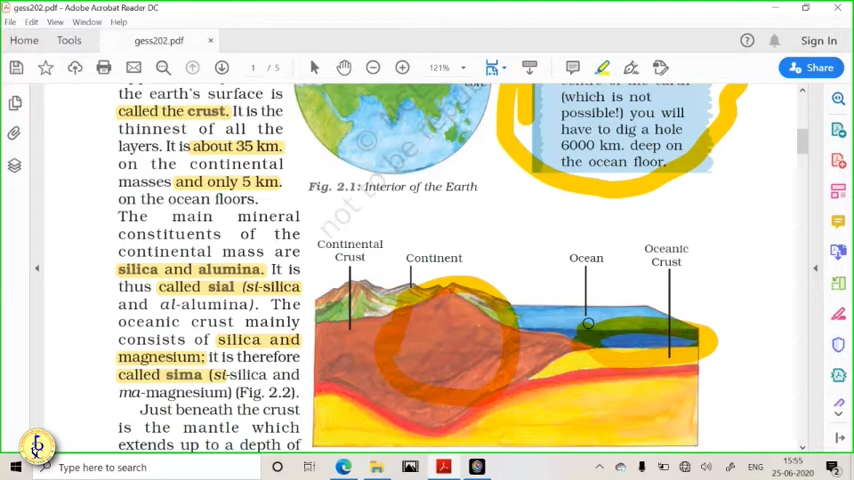 gess202.pdf - Adobe Acrobat Reader DC
File Edit View Window Help
Home Tools gess202.pdf × Sign In
1 / 5 121% Share
the earth's surface is
called the crust. It is the
thinnest of all the
layers. It is about 35 km.
on the continental
masses and only 5 km.
on the ocean floors.
The main mineral
constituents of the
continental mass are
silica and alumina. It is
thus called sial (si-silica
and al-alumina). The
oceanic crust mainly
consists of silica and
magnesium; it is therefore
called sima (si-silica and
ma-magnesium) (Fig. 2.2).
Just beneath the crust
is the mantle which
extends up to a depth of
Fig. 2.1: Interior of the Earth
(which is not
possible!) you will
have to dig a hole
6000 km. deep on
the ocean floor.
© not to be
Continental
Crust
Continent
Ocean
Oceanic
Crust
Type here to search
ENG
15:55
25-06-2020
2